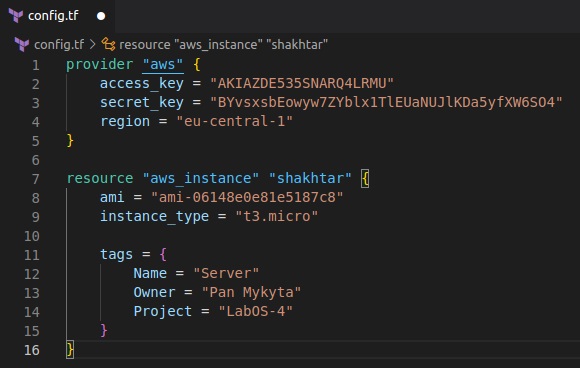 config.tf
config.tf > resource "aws_instance" "shakhtar"
1 provider "aws" {
2 access_key = "AKIAZDE535SNARQ4LRMU"
3 secret_key = "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"
4 region = "eu-central-1"
5 }
6
7 resource "aws_instance" "shakhtar" {
8 ami = "ami-06148e0e81e5187c8"
9 instance_type = "t3.micro"
10
11 tags = {
12 Name = "Server"
13 Owner = "Pan Mykyta"
14 Project = "LabOS-4"
15 }
16 }